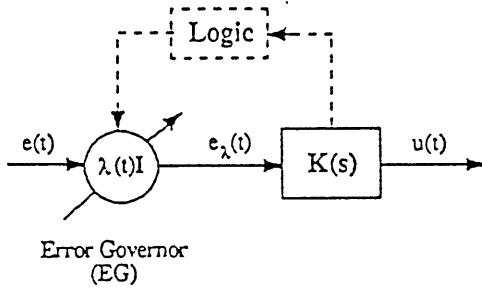 Logic
e(t)
λ(t)I
e_λ(t)
K(s)
u(t)
Error Governor
(EG)